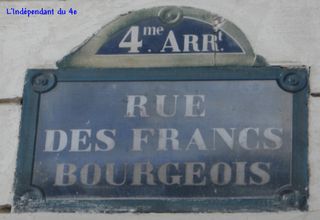 L'Indépendant du 4e
4me ARRt
RUE
DES FRANCS
BOURGEOIS